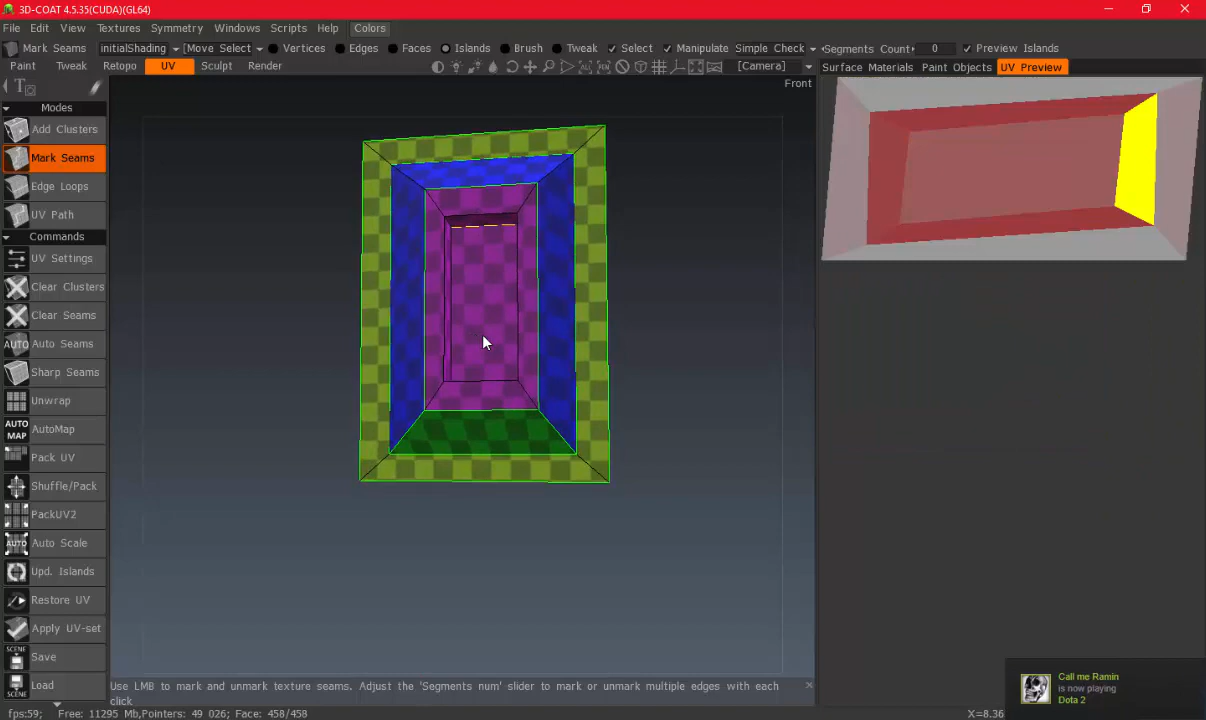 3D-COAT 4.5.35(CUDA)(GL64)
File Edit View Textures Symmetry Windows Scripts Help Colors
Mark Seams initialShading [Move Select] Vertices Edges Faces Islands Brush Tweak Select Manipulate Simple Check Segments Count 0 Preview Islands
Paint Tweak Retopo UV Sculpt Render [Camera] Surface Materials Paint Objects UV Preview
Front
Modes
Add Clusters
Mark Seams
Edge Loops
UV Path
Commands
UV Settings
Clear Clusters
Clear Seams
AUTO Auto Seams
Sharp Seams
Unwrap
AUTO MAP AutoMap
Pack UV
Shuffle/Pack
PackUV2
AUTO Auto Scale
Upd. Islands
Restore UV
Apply UV-set
SCENE Save
SCENE Load
Use LMB to mark and unmark texture seams. Adjust the 'Segments num' slider to mark or unmark multiple edges with each
click
Call me Ramin
is now playing
Dota 2
fps:59; Free: 11295 Mb,Pointers: 49 026; Face: 458/458 X=8.36